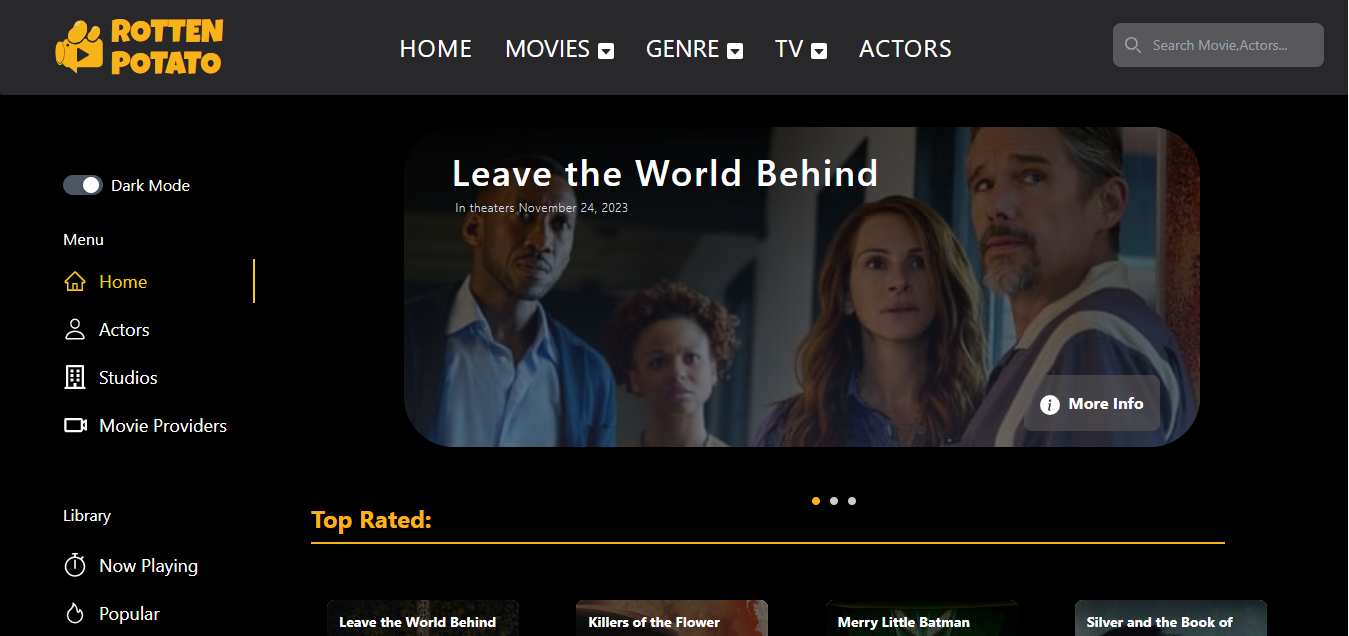 ROTTEN
POTATO
HOME MOVIES GENRE TV ACTORS
Search Movie,Actors...
Dark Mode
Menu
Home
Actors
Studios
Movie Providers
Library
Now Playing
Popular
Leave the World Behind
In theaters November 24, 2023
More Info
Top Rated:
Leave the World Behind
Killers of the Flower
Merry Little Batman
Silver and the Book of